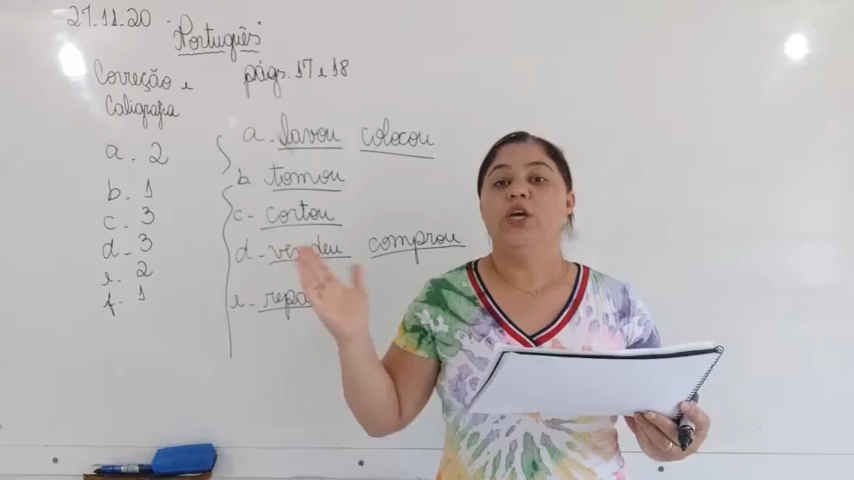 27.11.20 "Português"
Correção e
Caligrafia
págs. 17 e 18
a. 2
b. 1
c. 3
d. 3
e. 2
f. 1
a. lavou colocou
b. tomou
c. cortou
d. vendeu comprou
e.